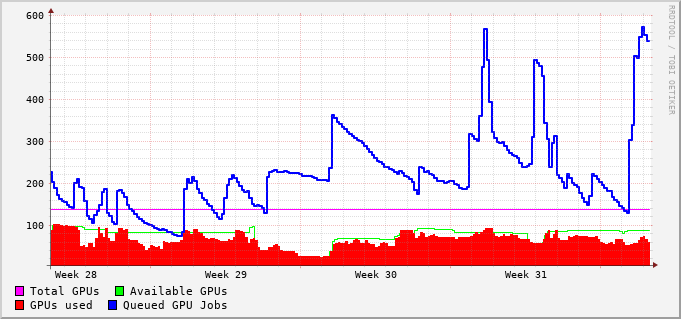 600
500
400
300
200
100
Week 28 Week 29 Week 30 Week 31
Total GPUs Available GPUs
GPUs used Queued GPU Jobs
RRDTOOL / TOBI OETIKER